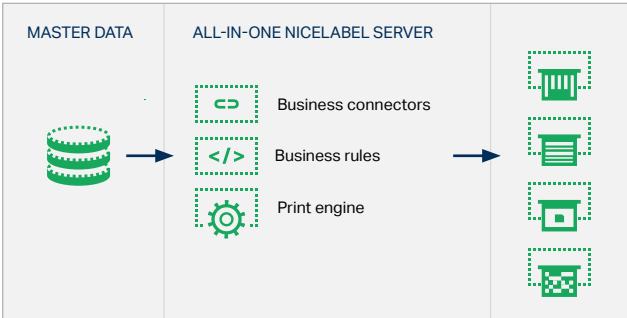 MASTER DATA
ALL-IN-ONE NICELABEL SERVER
Business connectors
</> Business rules
Print engine